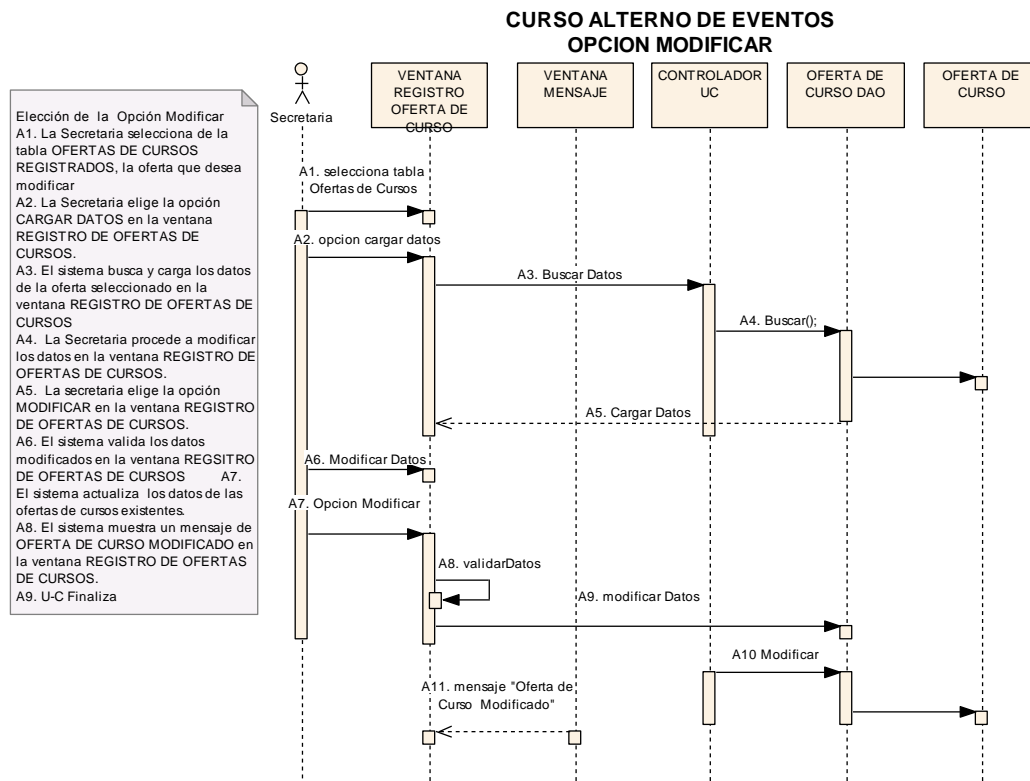 CURSO ALTERNO DE EVENTOS
OPCION MODIFICAR
Elección de la Opción Modificar
A1. La Secretaria selecciona de la
tabla OFERTAS DE CURSOS
REGISTRADOS, la oferta que desea
modificar
A2. La Secretaria elige la opción
CARGAR DATOS en la ventana
REGISTRO DE OFERTAS DE
CURSOS.
A3. El sistema busca y carga los datos
de la oferta seleccionado en la
ventana REGISTRO DE OFERTAS DE
CURSOS
A4. La Secretaria procede a modificar
los datos en la ventana REGISTRO DE
OFERTAS DE CURSOS.
A5. La secretaria elige la opción
MODIFICAR en la ventana REGISTRO
DE OFERTAS DE CURSOS.
A6. El sistema valida los datos
modificados en la ventana REGSITRO
DE OFERTAS DE CURSOS A7.
El sistema actualiza los datos de las
ofertas de cursos existentes.
A8. El sistema muestra un mensaje de
OFERTA DE CURSO MODIFICADO en
la ventana REGISTRO DE OFERTAS
DE CURSOS.
A9. U-C Finaliza
Secretaria
VENTANA
REGISTRO
OFERTA DE
CURSO
VENTANA
MENSAJE
CONTROLADOR
UC
OFERTA DE
CURSO DAO
OFERTA DE
CURSO
A1. selecciona tabla
Ofertas de Cursos
A2. opcion cargar datos
A3. Buscar Datos
A4. Buscar();
A5. Cargar Datos
A6. Modificar Datos
A7. Opcion Modificar
A8. validarDatos
A9. modificar Datos
A10 Modificar
A11. mensaje "Oferta de
Curso Modificado"